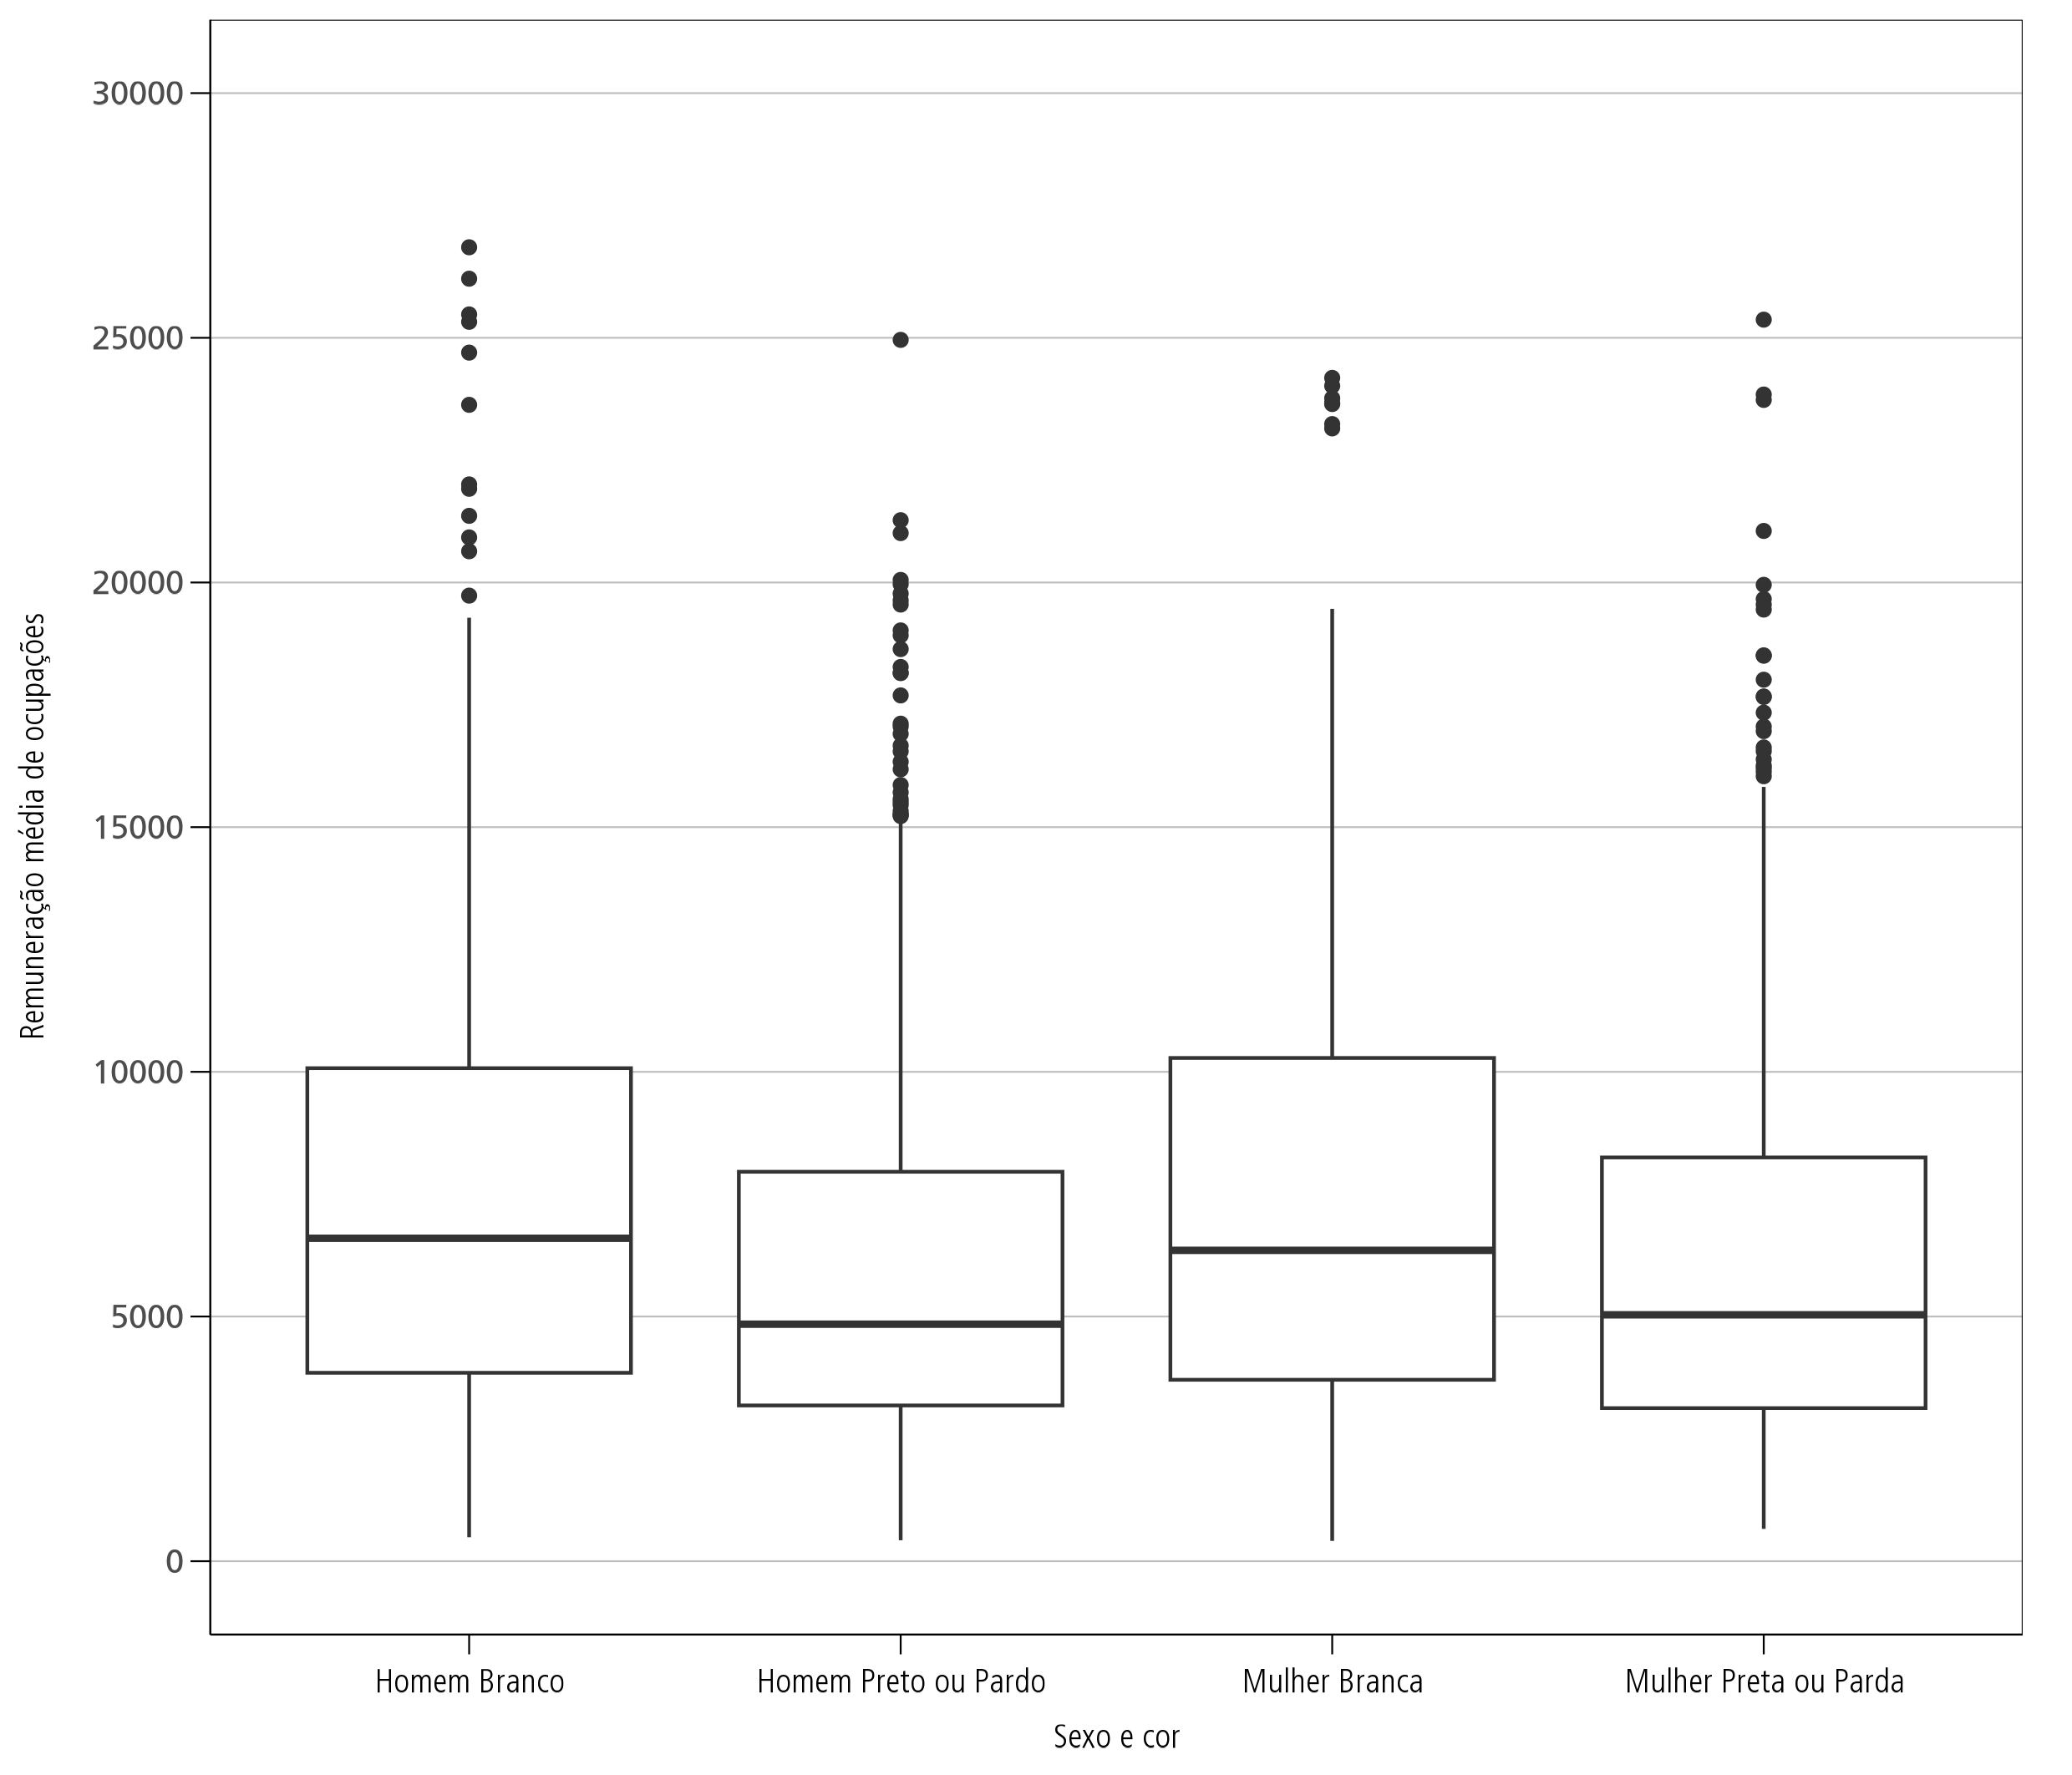 Remuneração média de ocupações
30000
25000
20000
15000
10000
5000
0
Homem Branco
Homem Preto ou Pardo
Mulher Branca
Mulher Preta ou Parda
Sexo e cor